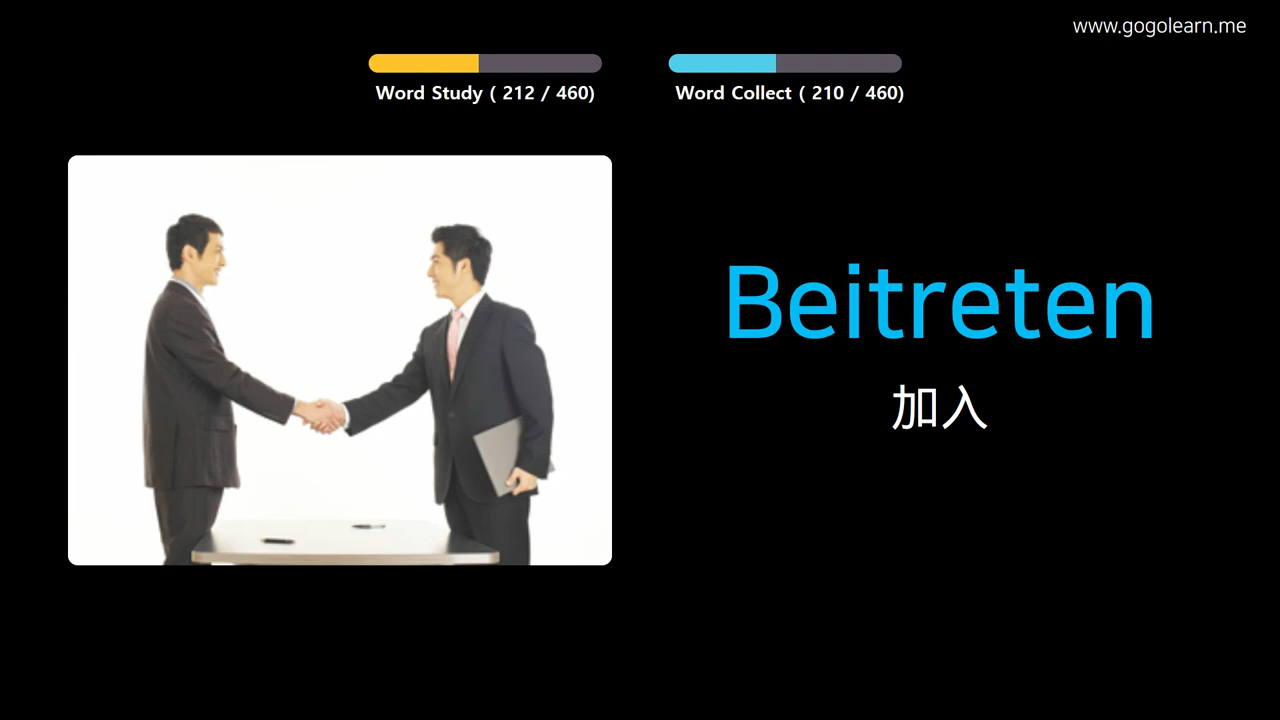 www.gogolearn.me
Word Study ( 212 / 460)
Word Collect ( 210 / 460)
Beitreten
加入